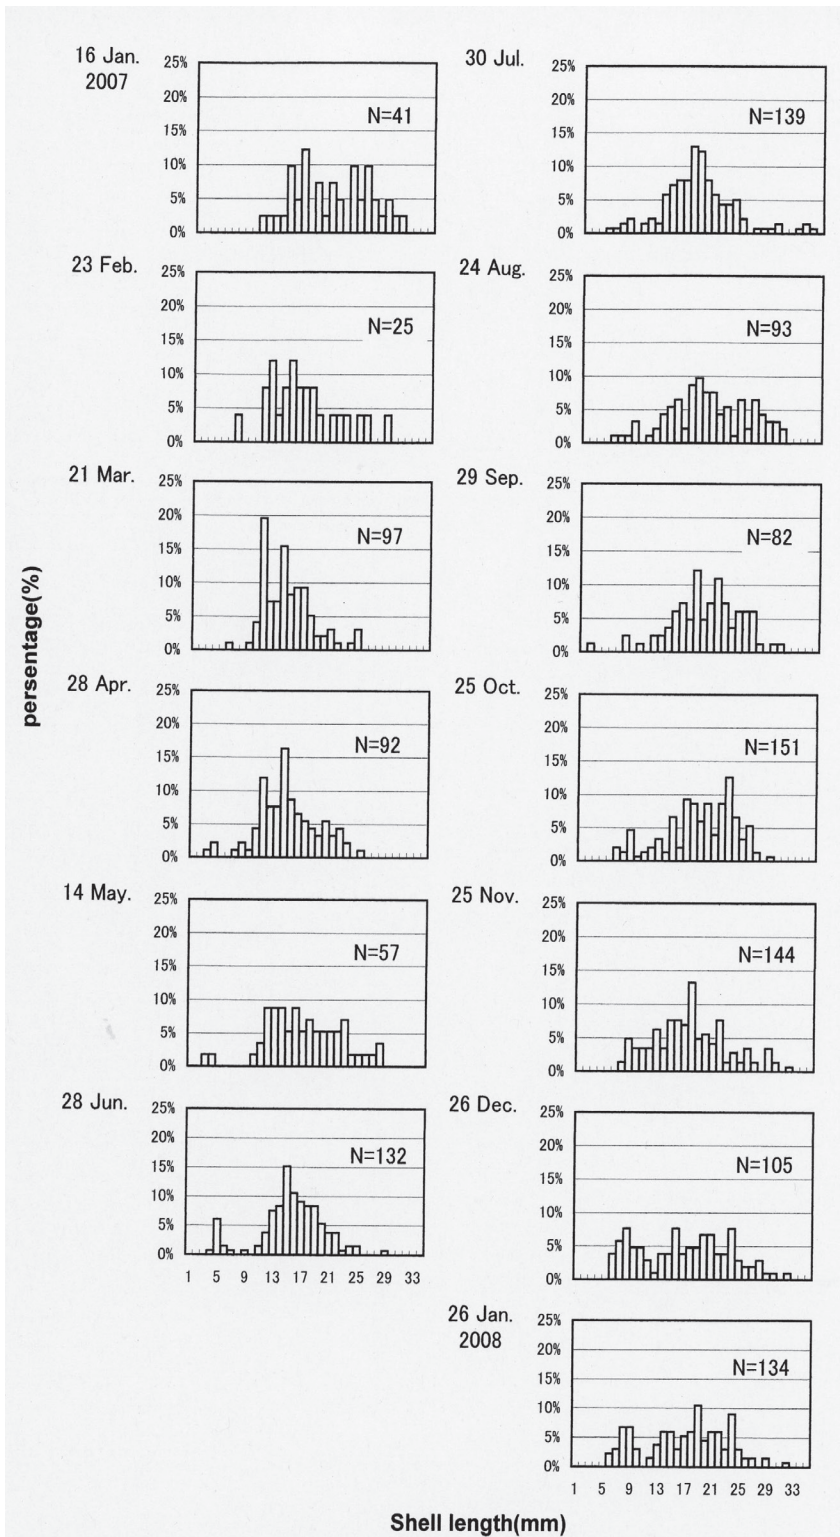 persentage(%)
16 Jan.
2007
25%
20%
15%
10%
5%
0%
N=41
23 Feb.
25%
20%
15%
10%
5%
0%
N=25
21 Mar.
25%
20%
15%
10%
5%
0%
N=97
28 Apr.
25%
20%
15%
10%
5%
0%
N=92
14 May.
25%
20%
15%
10%
5%
0%
N=57
28 Jun.
25%
20%
15%
10%
5%
0%
N=132
1 5 9 13 17 21 25 29 33
30 Jul.
25%
20%
15%
10%
5%
0%
N=139
24 Aug.
25%
20%
15%
10%
5%
0%
N=93
29 Sep.
25%
20%
15%
10%
5%
0%
N=82
25 Oct.
25%
20%
15%
10%
5%
0%
N=151
25 Nov.
25%
20%
15%
10%
5%
0%
N=144
26 Dec.
25%
20%
15%
10%
5%
0%
N=105
26 Jan.
2008
25%
20%
15%
10%
5%
0%
N=134
1 5 9 13 17 21 25 29 33
Shell length(mm)